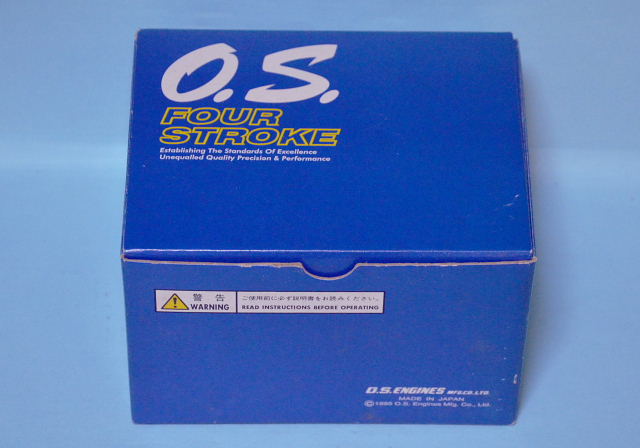 O.S.
FOUR
STROKE
Establishing The Standards Of Excellence
Unequalled Quality Precision & Performance
警告
WARNING
ご使用前に必ず説明書をお読みください。
READ INSTRUCTIONS BEFORE OPERATING
O.S. ENGINES MFG.CO.LTD.
MADE IN JAPAN
O.S. Engines Mfg. Co., Ltd.